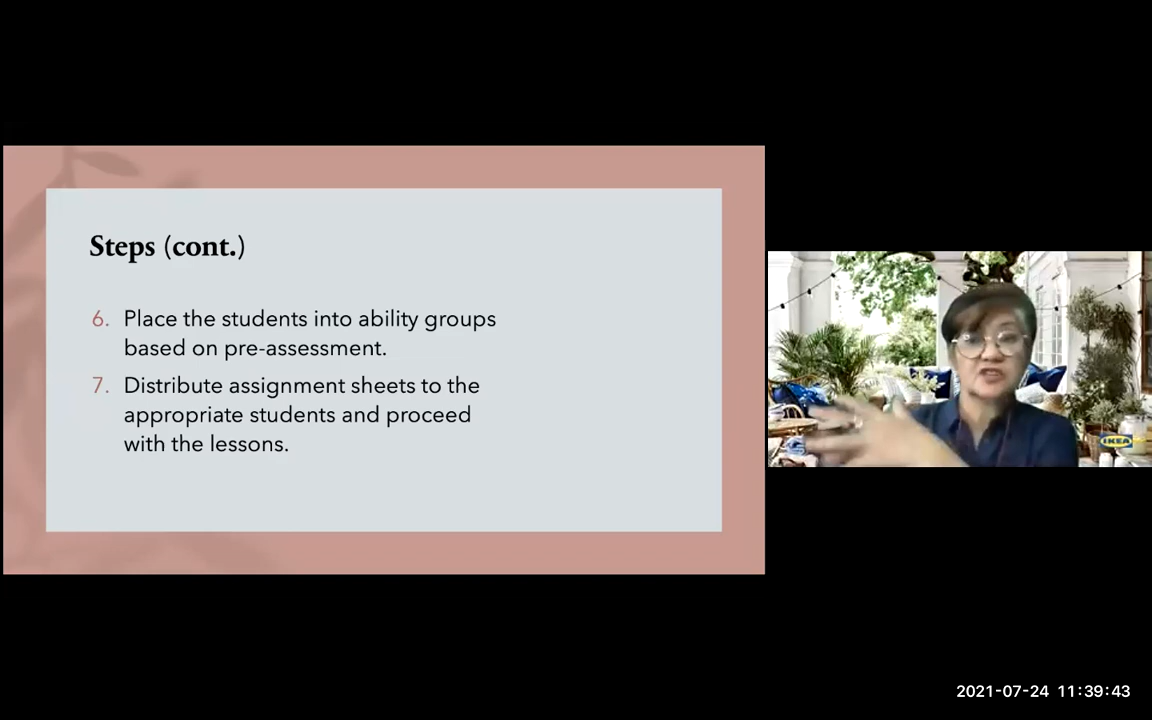 Steps (cont.)
6. Place the students into ability groups
based on pre-assessment.
7. Distribute assignment sheets to the
appropriate students and proceed
with the lessons.
IKEA
2021-07-24 11:39:43